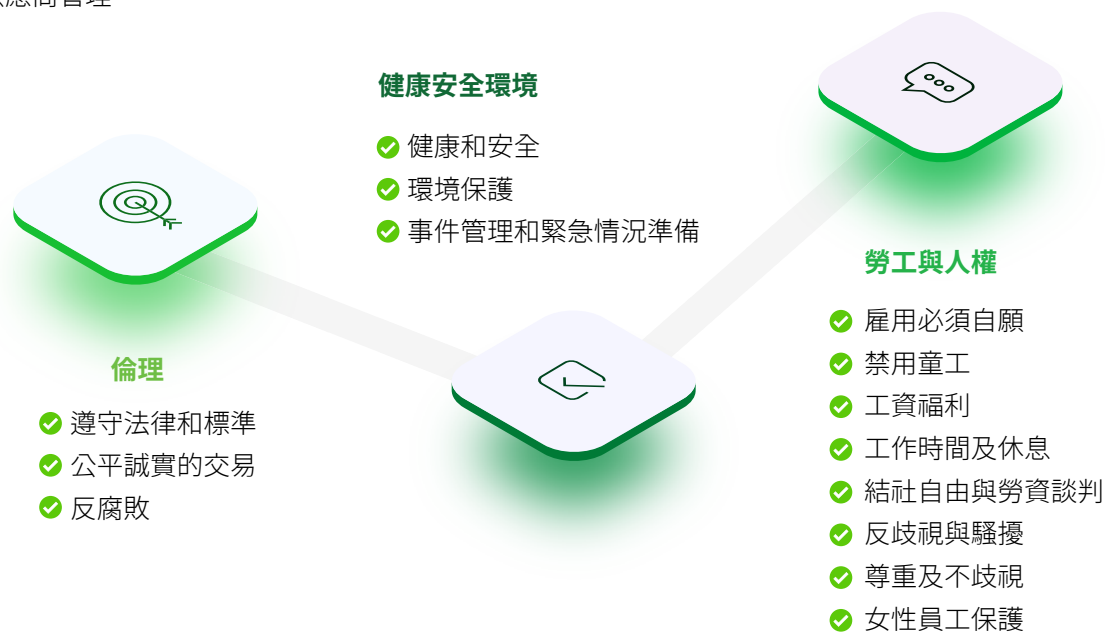 應商管理
健康安全環境
健康和安全
環境保護
事件管理和緊急情況準備
倫理
遵守法律和標準
公平誠實的交易
反腐敗
勞工與人權
雇用必須自願
禁用童工
工資福利
工作時間及休息
結社自由與勞資談判
反歧視與騷擾
尊重及不歧視
女性員工保護